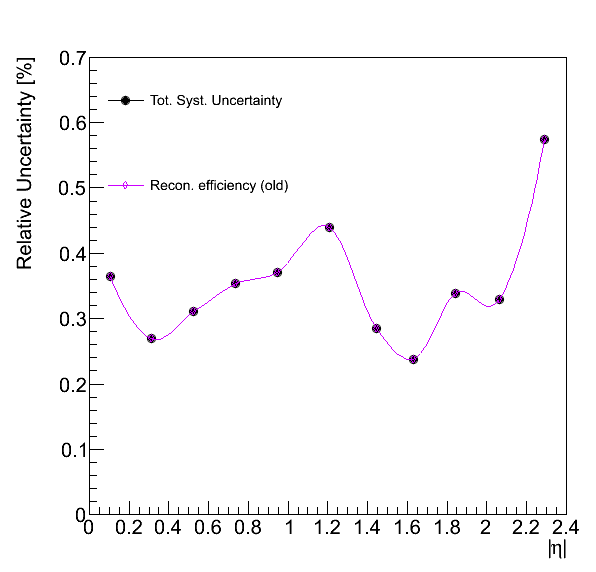 Relative Uncertainty [%]
0.7
0.6
0.5
0.4
0.3
0.2
0.1
0
Tot. Syst. Uncertainty
Recon. efficiency (old)
0 0.2 0.4 0.6 0.8 1 1.2 1.4 1.6 1.8 2 2.2 2.4
|η|